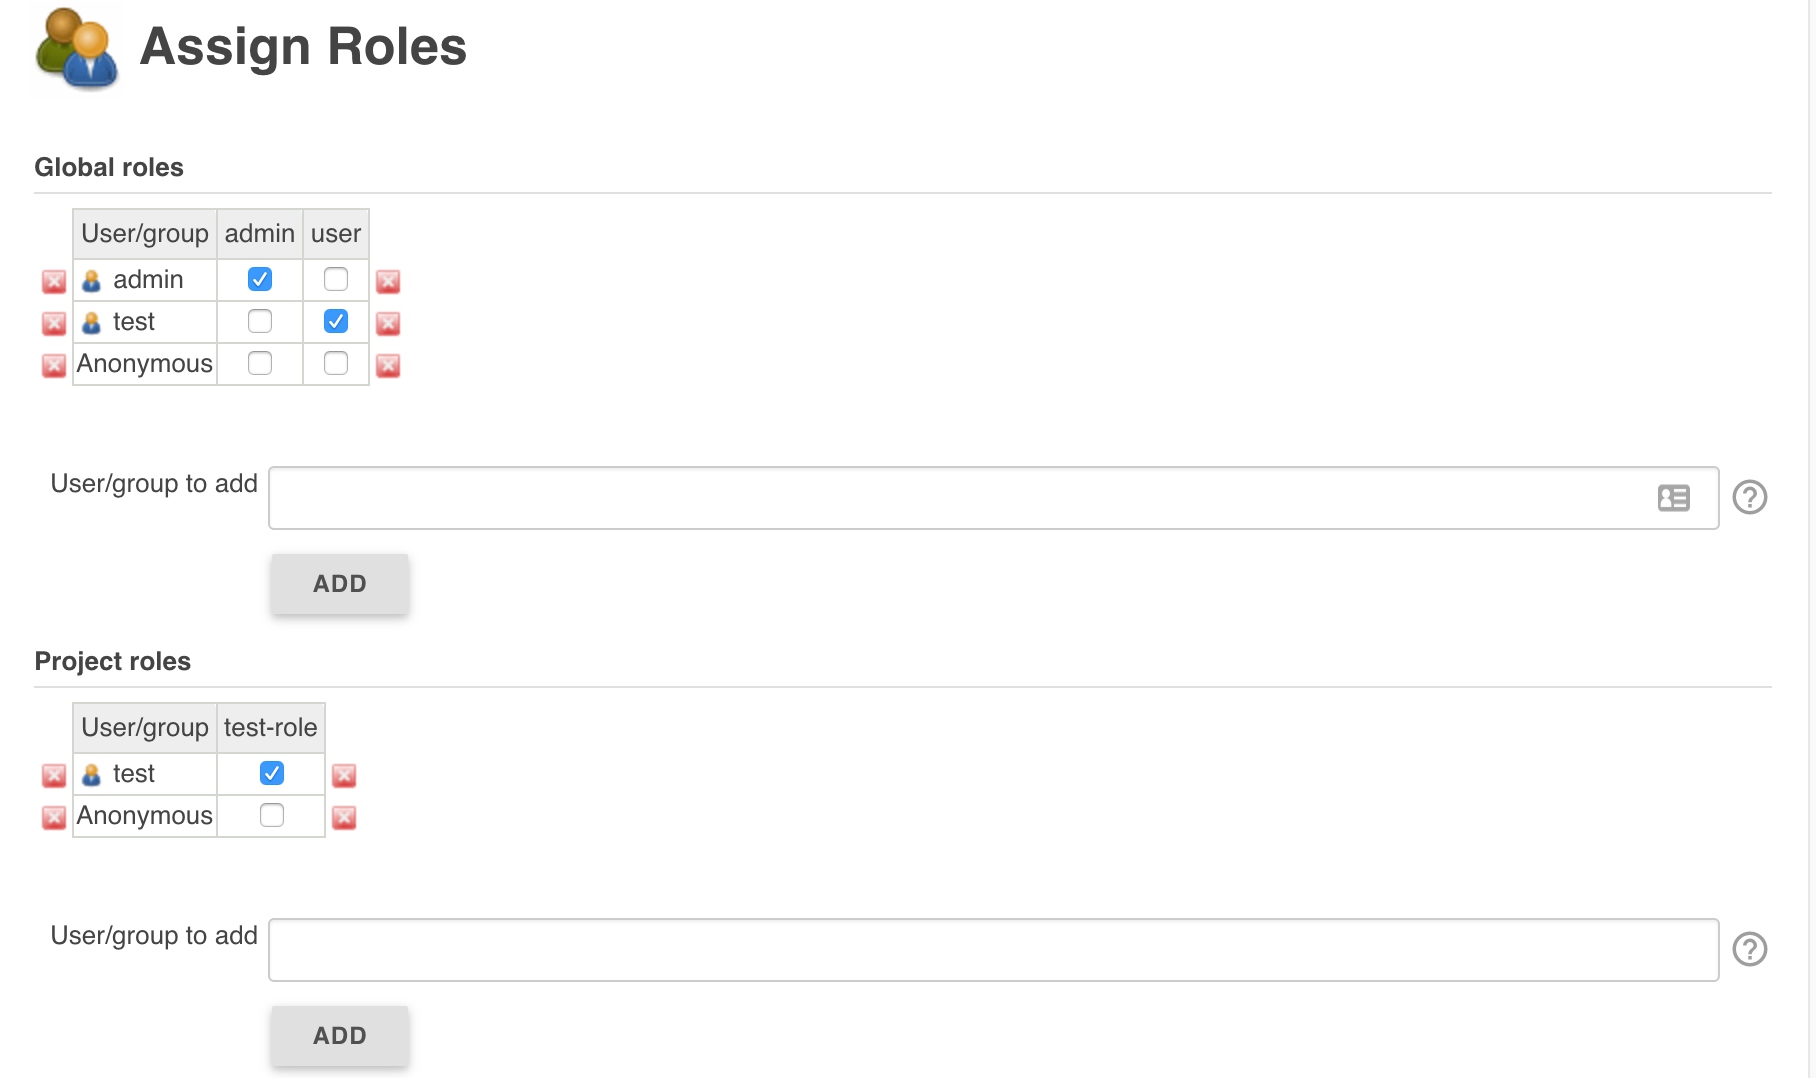 Assign Roles
Global roles
User/group admin user
admin
test
Anonymous
User/group to add
ADD
Project roles
User/group test-role
test
Anonymous
User/group to add
ADD